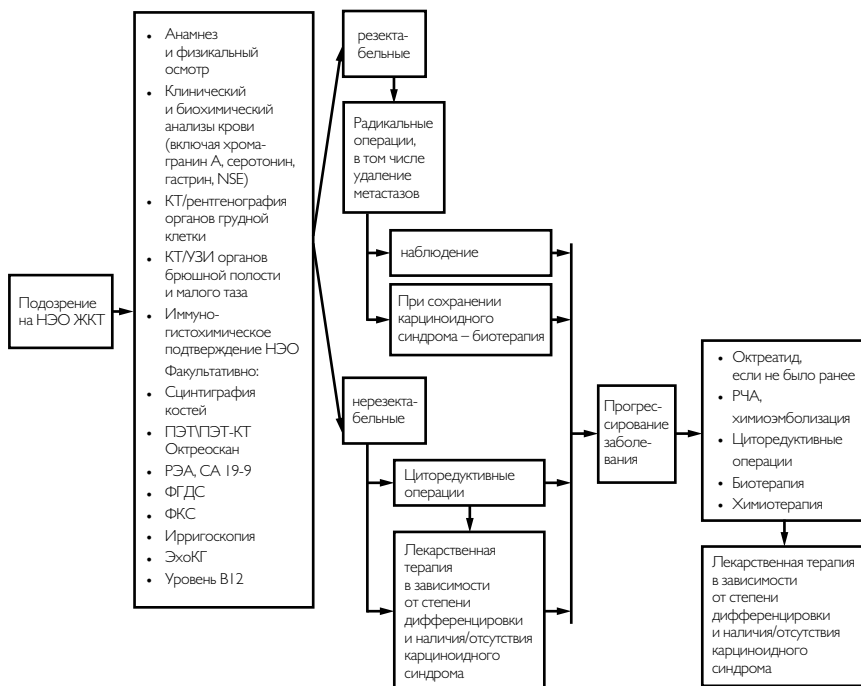 Подозрение
на НЭО ЖКТ
• Анамнез
и физикальный
осмотр
• Клинический
и биохимический
анализы крови
(включая хрома-
гранин А, серотонин,
гастрин, NSE)
• КТ/рентгенография
органов грудной
клетки
• КТ/УЗИ органов
брюшной полости
и малого таза
• Иммуно-
гистохимическое
подтверждение НЭО
Факультативно:
• Сцинтиграфия
костей
• ПЭТ\ПЭТ-КТ
Октреоскан
• РЭА, СА 19-9
• ФГДС
• ФКС
• Ирригоскопия
• ЭхоКГ
• Уровень В12
резекта-
бельные
Радикальные
операции,
в том числе
удаление
метастазов
наблюдение
При сохранении
карциноидного
синдрома – биотерапия
нерезекта-
бельные
Циторедуктивные
операции
Лекарственная
терапия
в зависимости
от степени
дифференцировки
и наличия/отсутствия
карциноидного
синдрома
Прогрес-
сирование
заболе-
вания
• Октреатид,
если не было ранее
• РЧА,
химиоэмболизация
• Циторедуктивные
операции
• Биотерапия
• Химиотерапия
Лекарственная терапия
в зависимости
от степени
дифференцировки
и наличия/отсутствия
карциноидного
синдрома